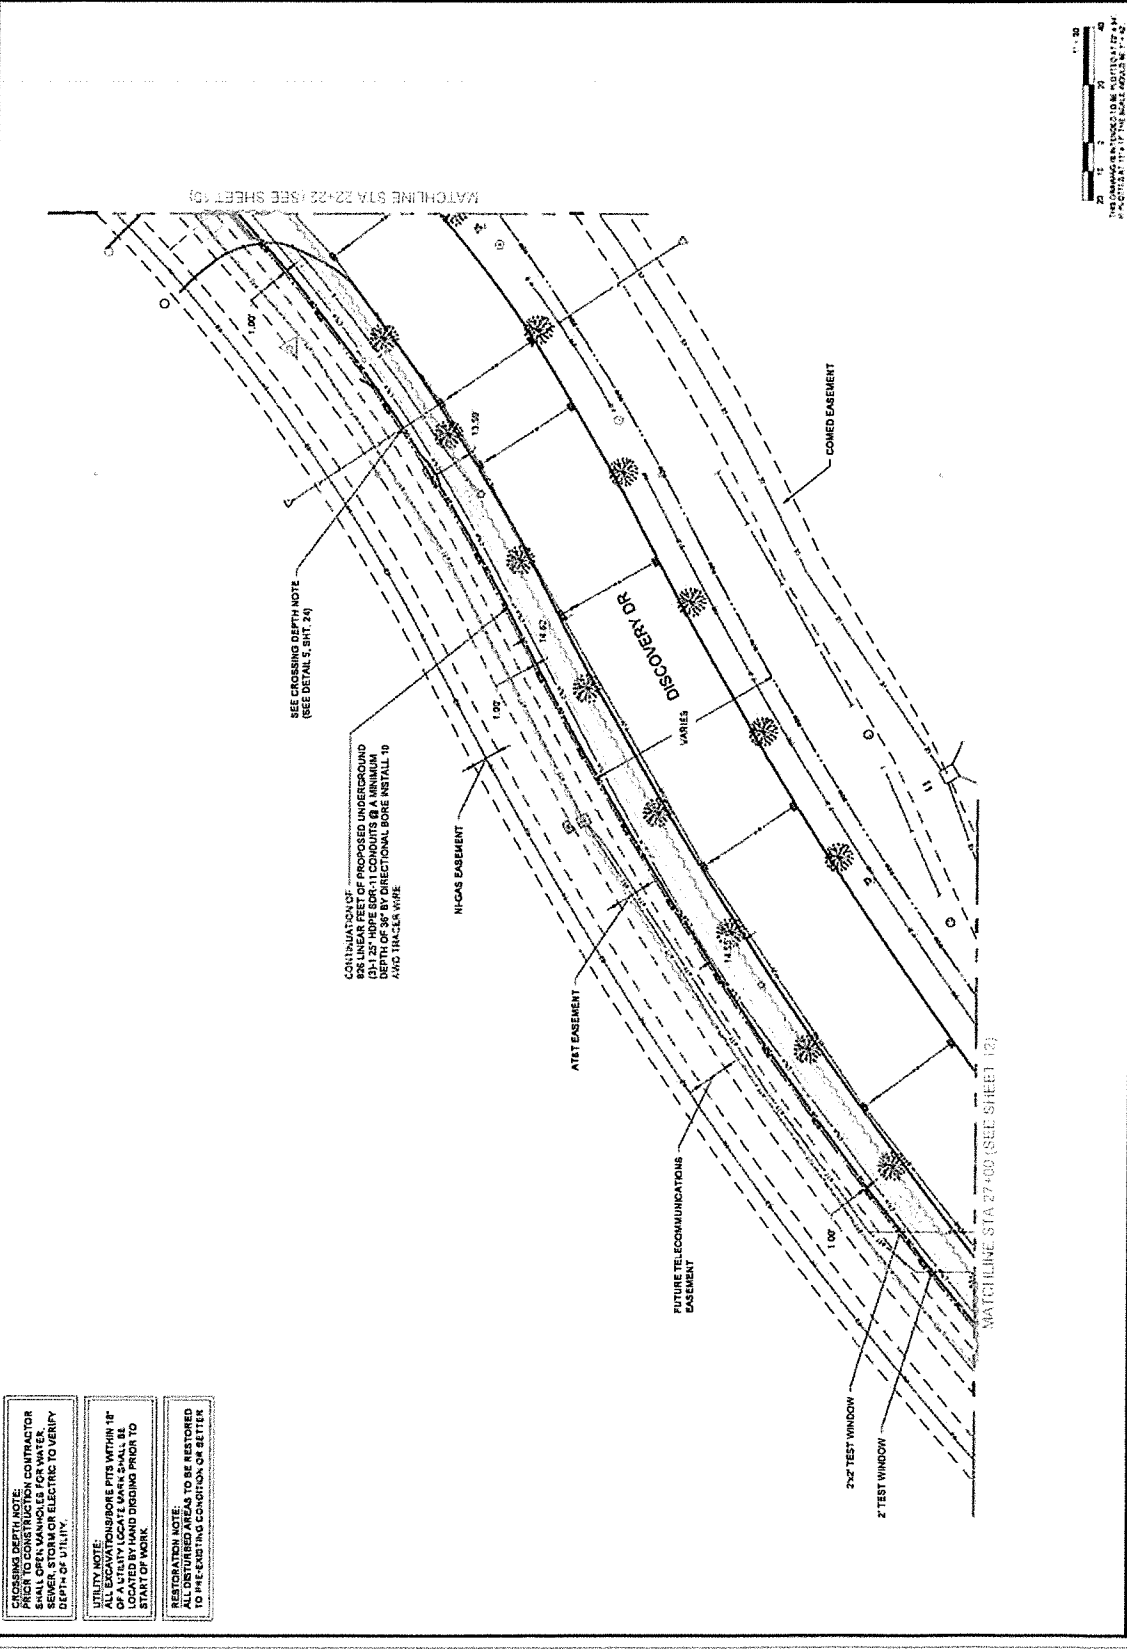 CROSSING DEPTH NOTE:
PRIOR TO CONSTRUCTION CONTRACTOR
SHALL OPEN MANHOLES FOR WATER,
SEWER, STORM OR ELECTRIC TO VERIFY
DEPTH OF UTILITY.
UTILITY NOTE:
ALL EXCAVATIONS/BORE PITS WITHIN 18"
OF A UTILITY LOCATE MARK SHALL BE
LOCATED BY HAND DIGGING PRIOR TO
START OF WORK
RESTORATION NOTE:
ALL DISTURBED AREAS TO BE RESTORED
TO PRE-EXISTING CONDITION OR BETTER
MATCHLINE STA 22+22 (SEE SHEET 15)
1.00'
SEE CROSSING DEPTH NOTE
(SEE DETAIL 5, SHT. 24)
13.50'
COMED EASEMENT
CONTINUATION OF
826 LINEAR FEET OF PROPOSED UNDERGROUND
(3)-1.25" HDPE SDR-11 CONDUITS @ A MINIMUM
DEPTH OF 36" BY DIRECTIONAL BORE INSTALL 10
AWG TRACER WIRE
1.00'
14.62'
DISCOVERY DR
VARIES
NI-GAS EASEMENT
AT&T EASEMENT
14.55'
FUTURE TELECOMMUNICATIONS
EASEMENT
1.00'
2'x2' TEST WINDOW
2' TEST WINDOW
MATCHLINE STA 27+00 (SEE SHEET 13)
20
10
0
20
40